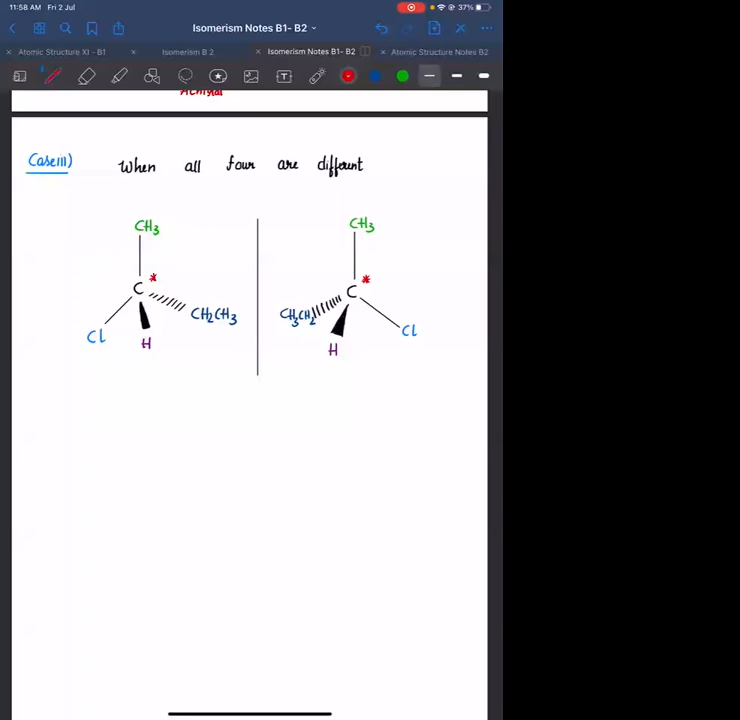 11:58 AM Fri 2 Jul
37%
Isomerism Notes B1- B2
Atomic Structure XI - B1
Isomerism B 2
Isomerism Notes B1- B2
Atomic Structure Notes B2
Achiral
Case III) When all four are different
CH3 CH3
C * C *
CH2CH3 CH3CH2
Cl H H Cl